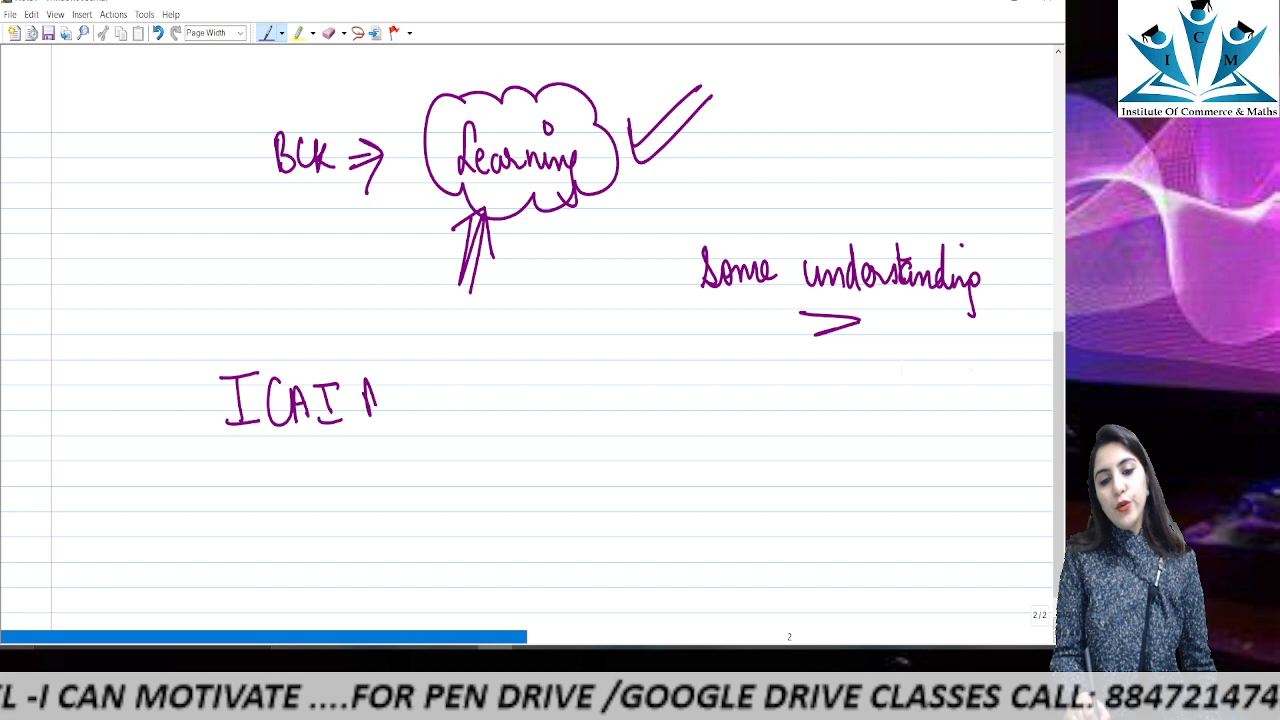 File Edit View Insert Actions Tools Help
Page Width
I C M
Institute Of Commerce & Maths
BCK ⇒ Learning
Some understanding
ICAI
2/2
2
-I CAN MOTIVATE ....FOR PEN DRIVE /GOOGLE DRIVE CLASSES CALL: 884721474